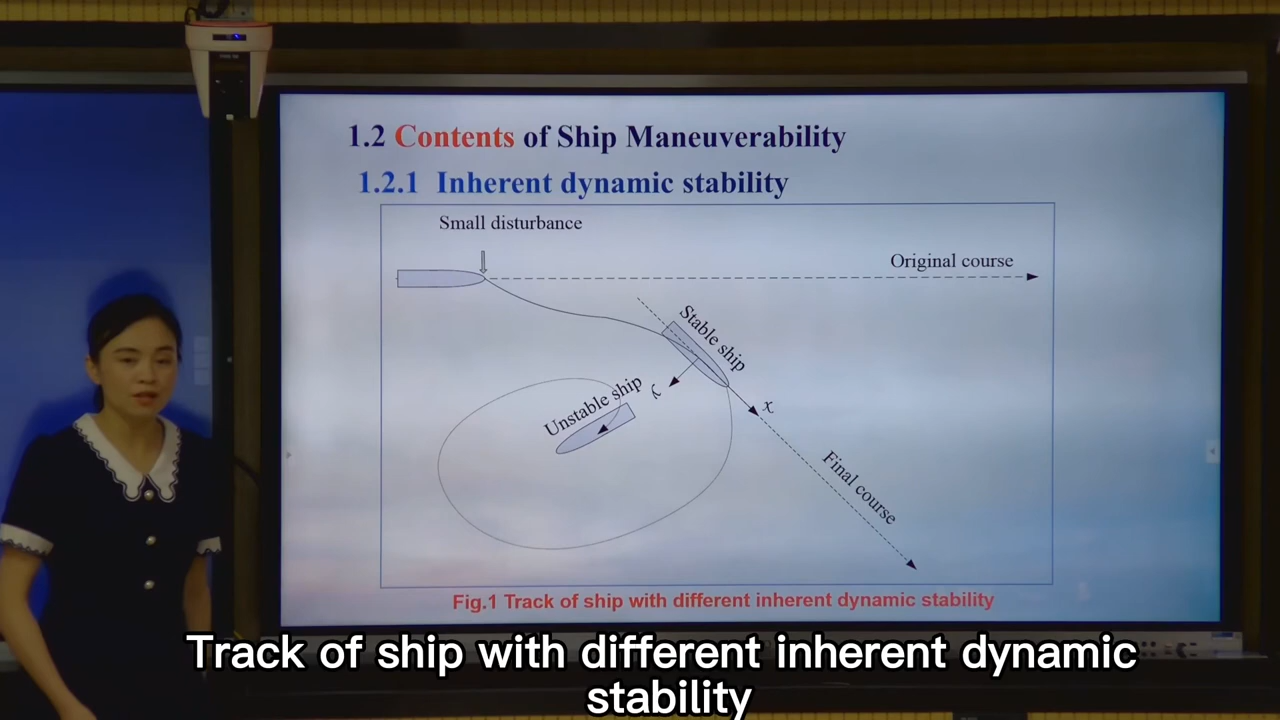 1.2 Contents of Ship Maneuverability
1.2.1 Inherent dynamic stability
Small disturbance
Original course
Stable ship
Unstable ship
x
Final course
Fig.1 Track of ship with different inherent dynamic stability
Track of ship with different inherent dynamic
stability